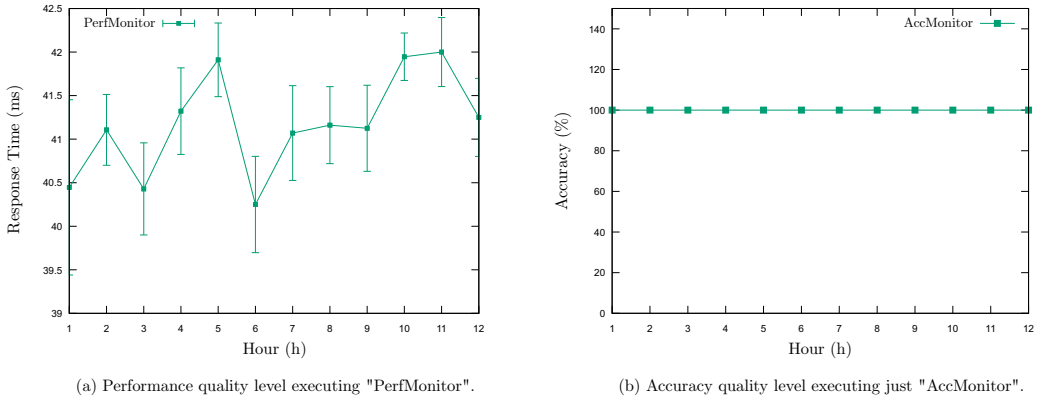 42.5
42
41.5
41
40.5
40
39.5
39
1 2 3 4 5 6 7 8 9 10 11 12
Response Time (ms)
Hour (h)
PerfMonitor
(a) Performance quality level executing "PerfMonitor".
140
120
100
80
60
40
20
0
1 2 3 4 5 6 7 8 9 10 11 12
Accuracy (%)
Hour (h)
AccMonitor
(b) Accuracy quality level executing just "AccMonitor".